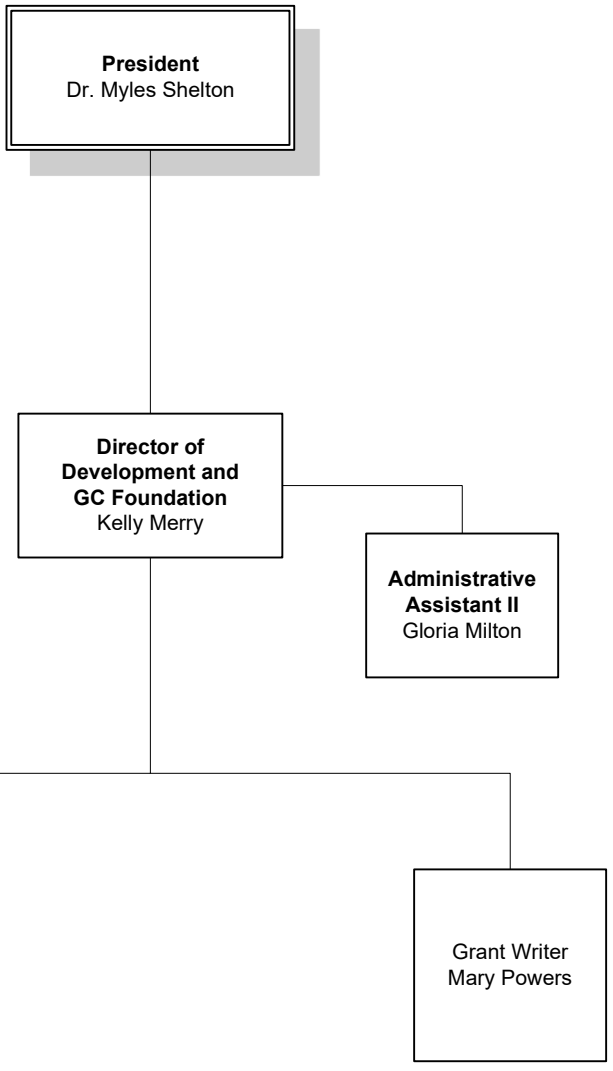 President
Dr. Myles Shelton
Director of
Development and
GC Foundation
Kelly Merry
Administrative
Assistant II
Gloria Milton
Grant Writer
Mary Powers